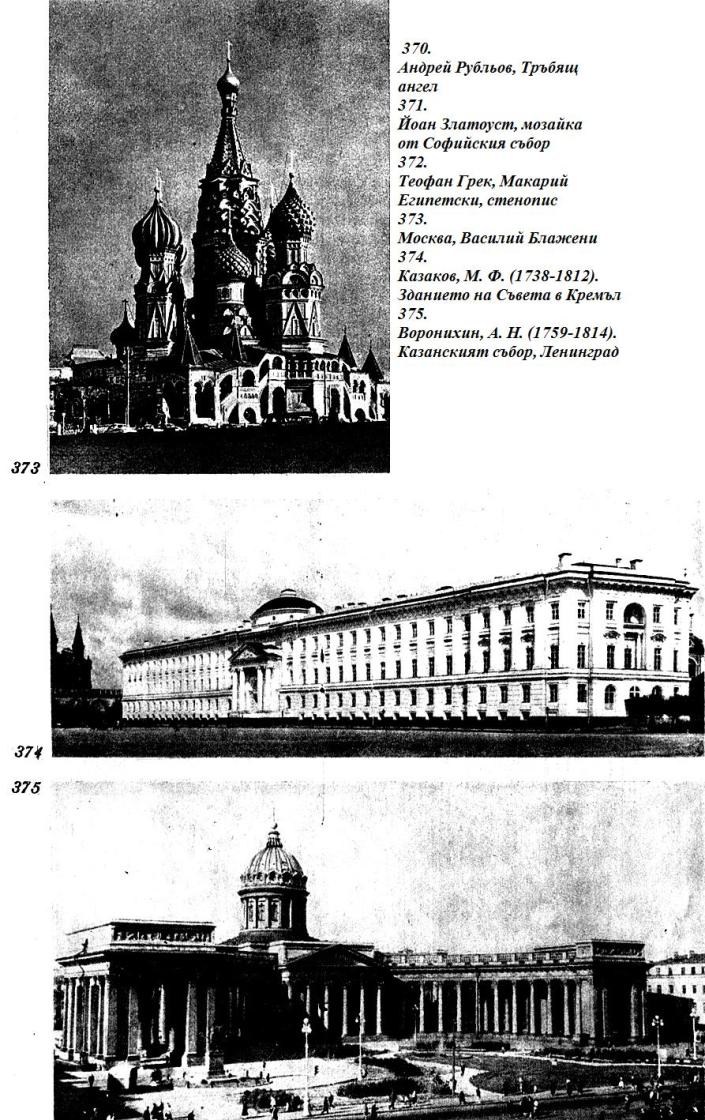 370.
Андрей Рубльов, Тръбящ
ангел
371.
Йоан Златоуст, мозайка
от Софийския събор
372.
Теофан Грек, Макарий
Египетски, стенопис
373.
Москва, Василий Блажени
374.
Казаков, М. Ф. (1738-1812).
Зданието на Съвета в Кремъл
375.
Воронихин, А. Н. (1759-1814).
Казанският събор, Ленинград
373
374
375